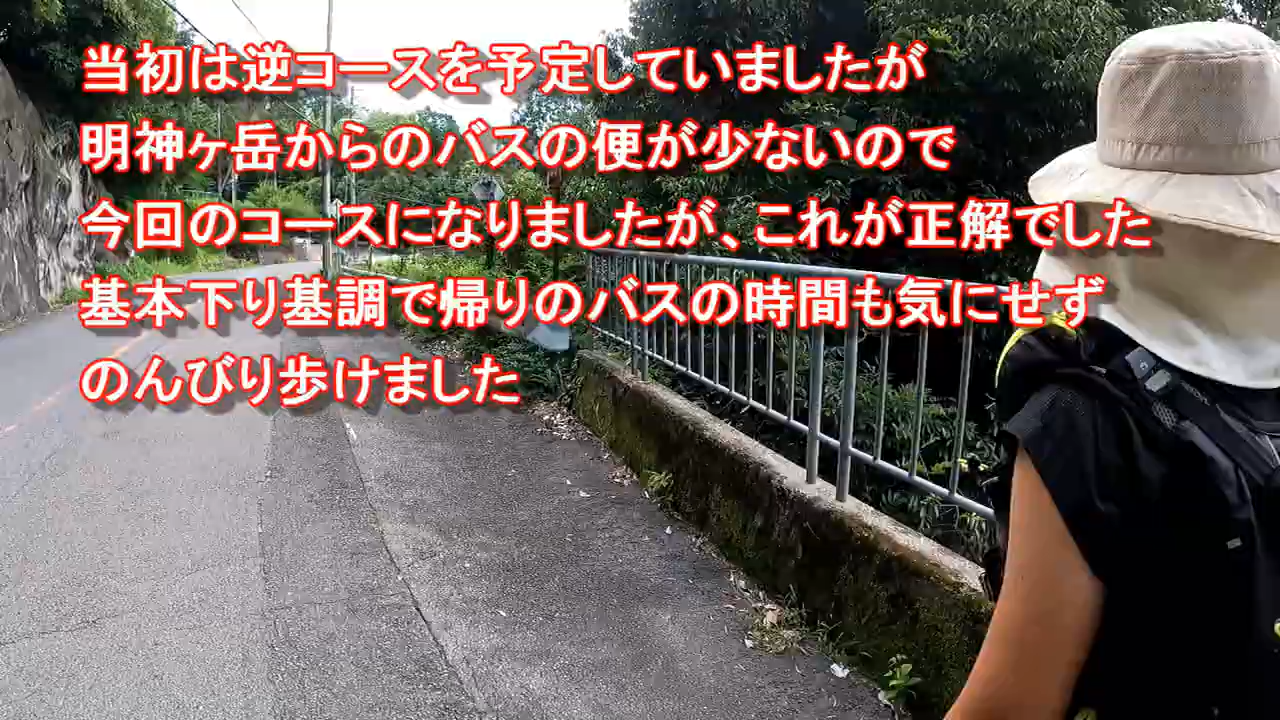 当初は逆コースを予定していましたが
明神ヶ岳からのバスの便が少ないので
今回のコースになりましたが、これが正解でした
基本下り基調で帰りのバスの時間も気にせず
のんびり歩けました